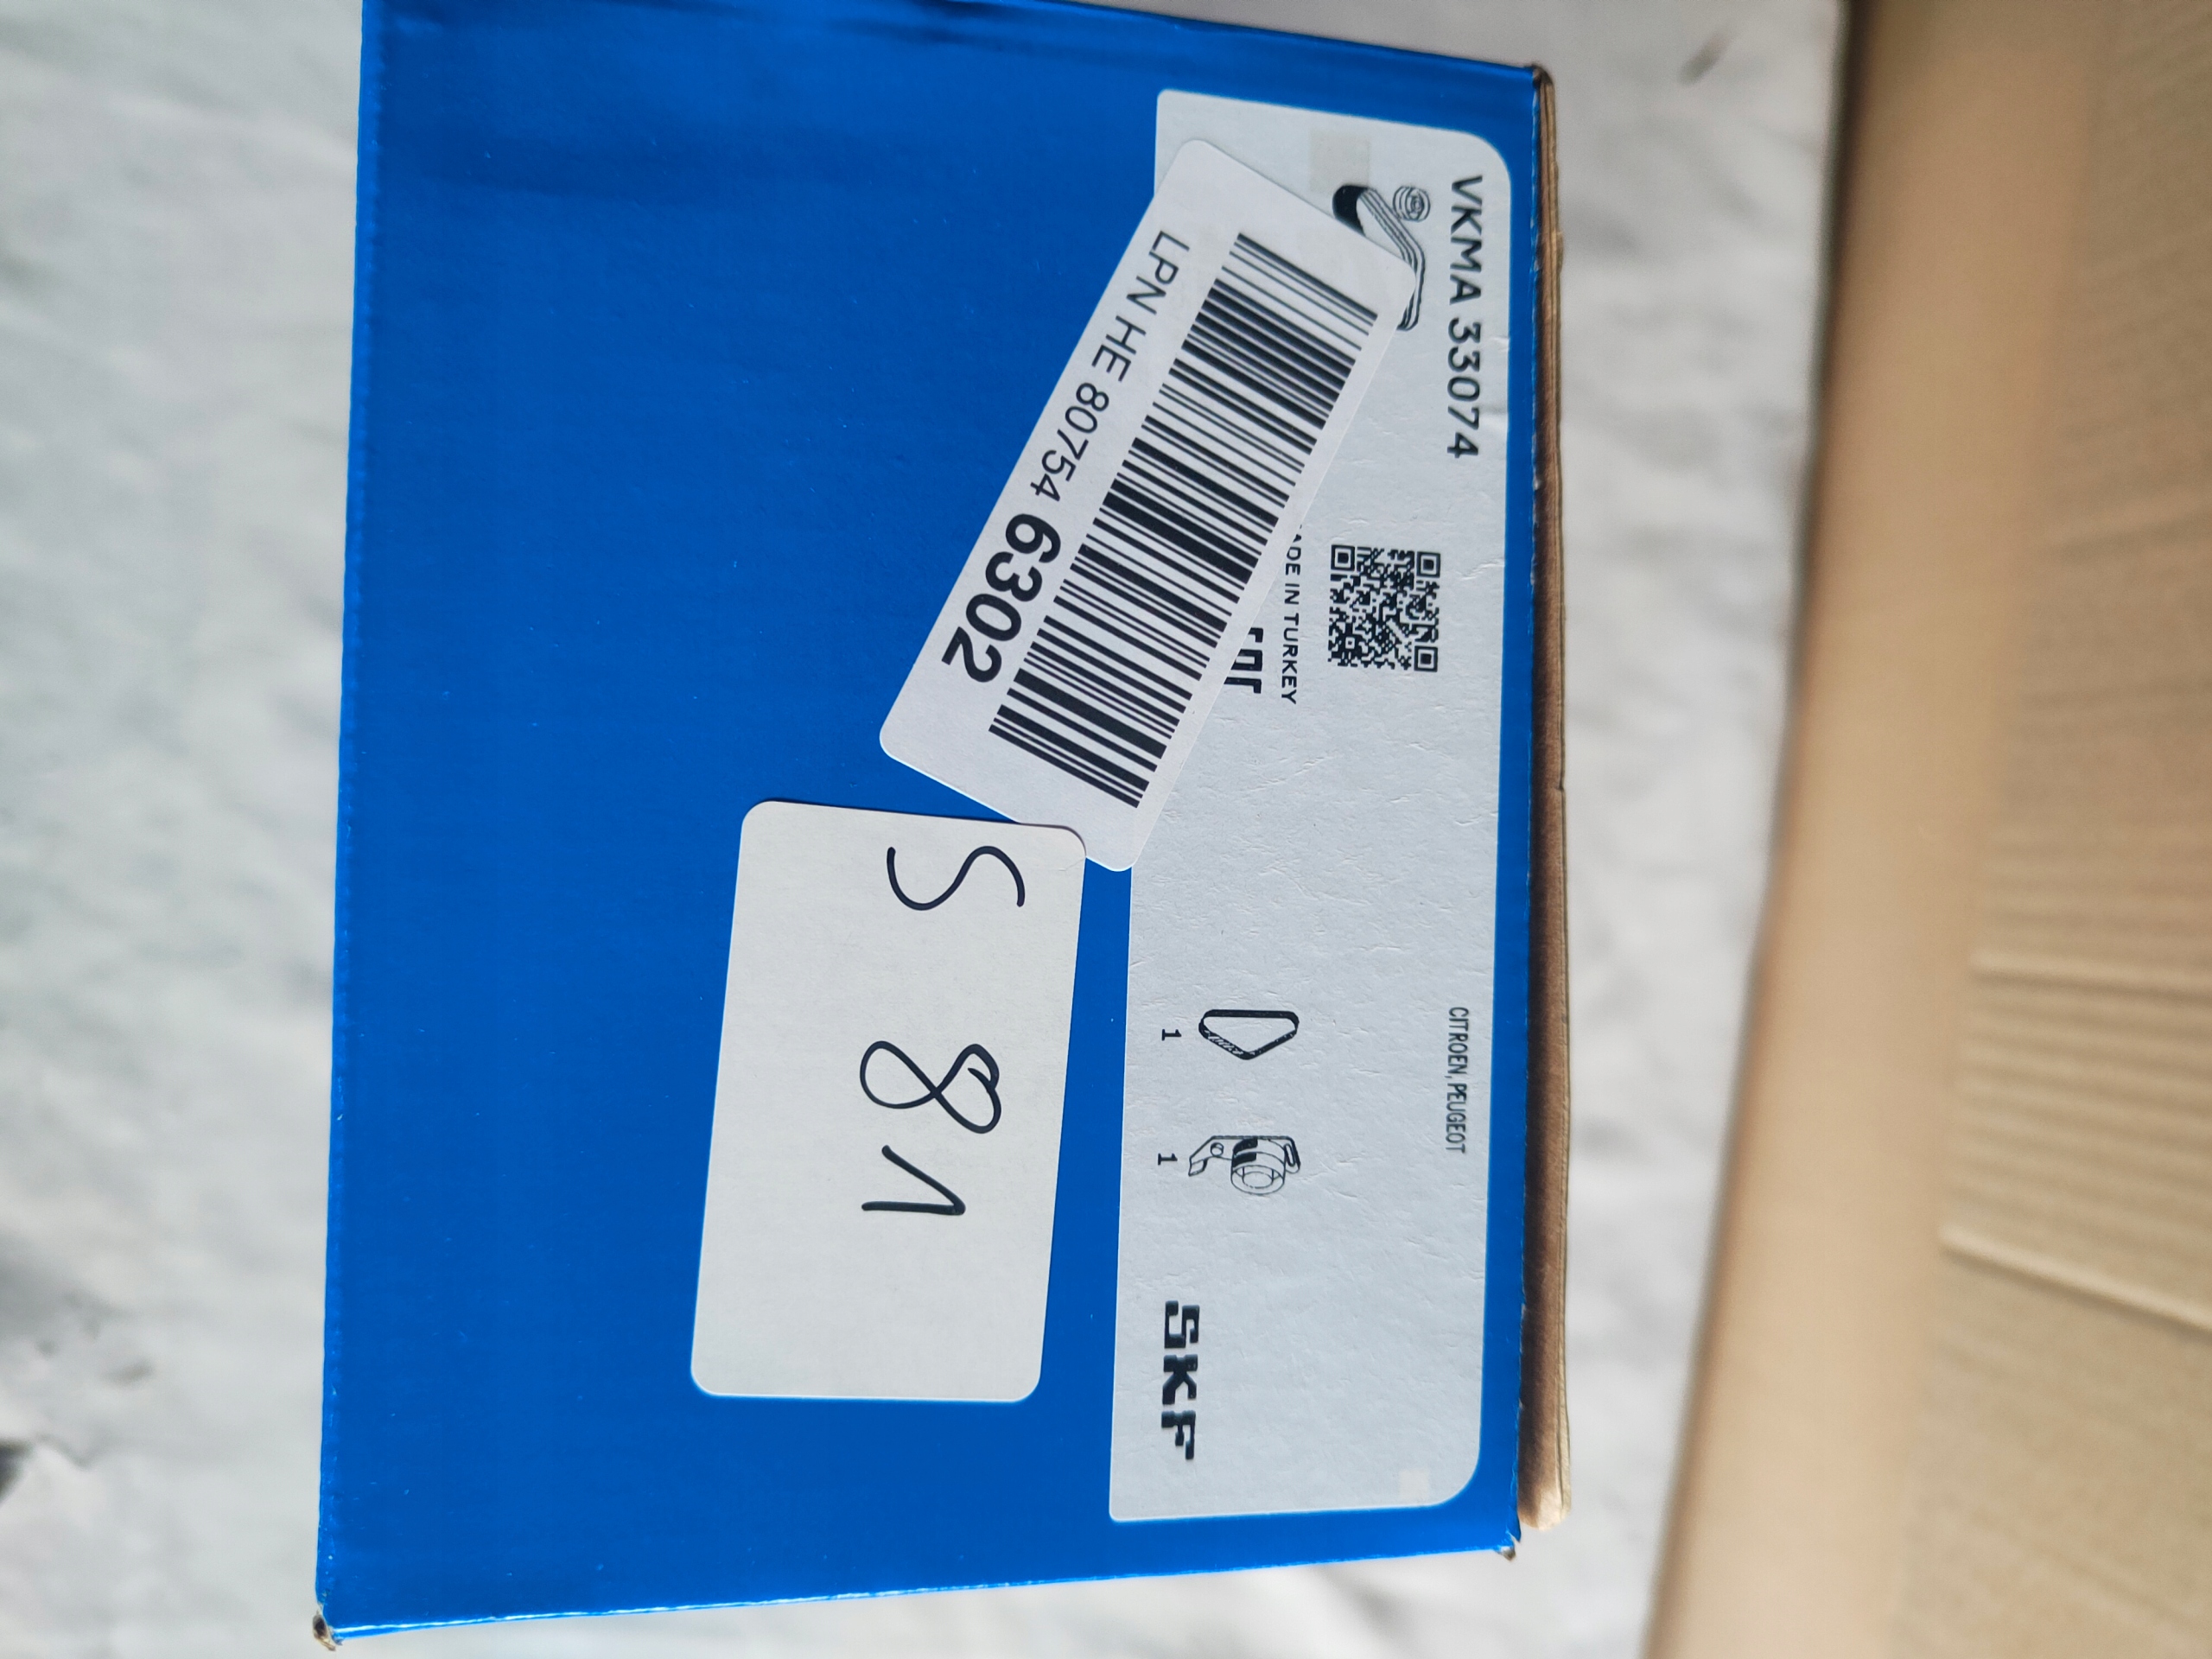 VKMA 33074
CITROEN, PEUGEOT
ADE IN TURKEY
1
1
SKF
LPN HE 80754 6302
S 81